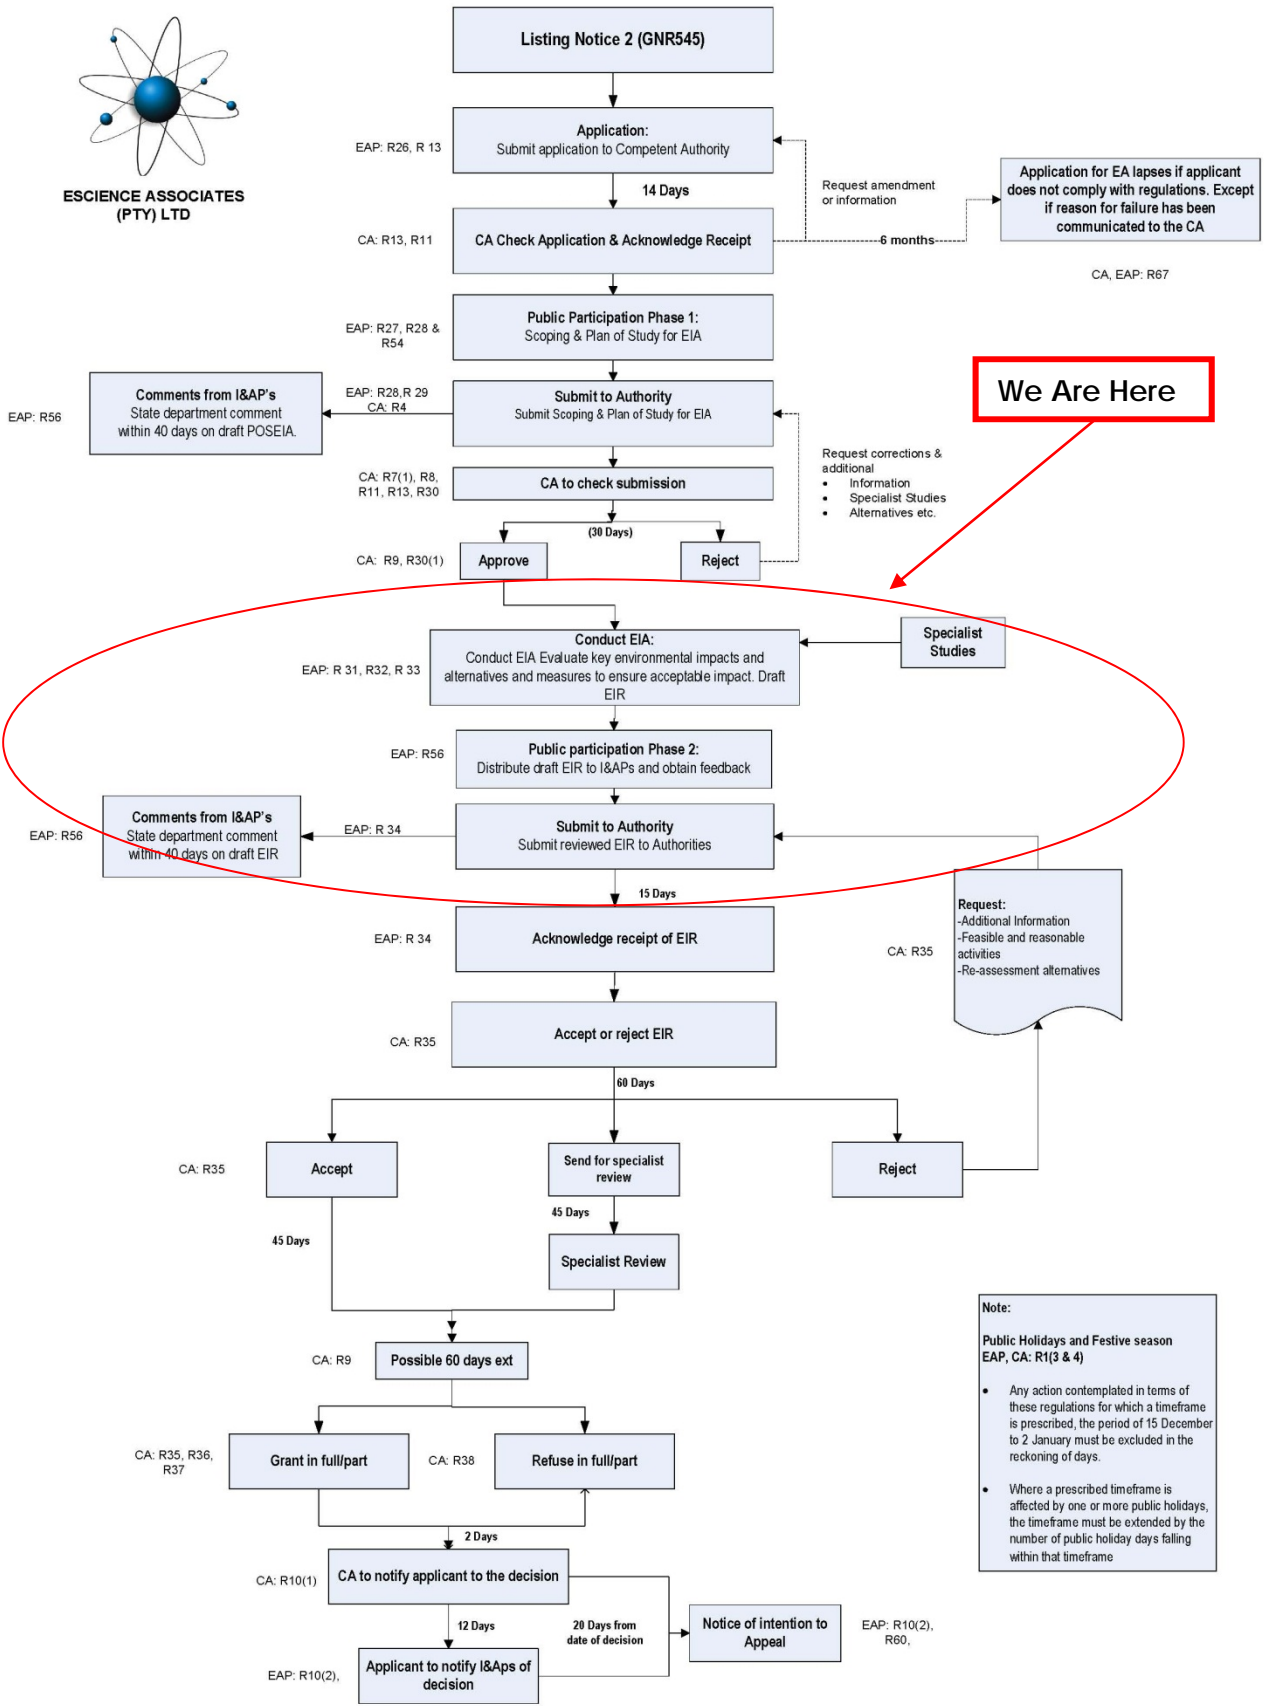 Listing Notice 2 (GNR545)
ESCIENCE ASSOCIATES
(PTY) LTD
EAP: R26, R 13
Application:
Submit application to Competent Authority
14 Days
Request amendment
or information
Application for EA lapses if applicant
does not comply with regulations. Except
if reason for failure has been
communicated to the CA
CA: R13, R11
CA Check Application & Acknowledge Receipt
6 months
CA, EAP: R67
EAP: R27, R28 &
R54
Public Participation Phase 1:
Scoping & Plan of Study for EIA
We Are Here
EAP: R56
Comments from I&AP's
State department comment
within 40 days on draft POSEIA.
EAP: R28,R 29
CA: R4
Submit to Authority
Submit Scoping & Plan of Study for EIA
Request corrections &
additional
• Information
• Specialist Studies
• Alternatives etc.
CA: R7(1), R8,
R11, R13, R30
CA to check submission
(30 Days)
CA: R9, R30(1)
Approve
Reject
EAP: R 31, R32, R 33
Conduct EIA:
Conduct EIA Evaluate key environmental impacts and
alternatives and measures to ensure acceptable impact. Draft
EIR
Specialist
Studies
EAP: R56
Public participation Phase 2:
Distribute draft EIR to I&APs and obtain feedback
EAP: R56
Comments from I&AP's
State department comment
within 40 days on draft EIR
EAP: R 34
Submit to Authority
Submit reviewed EIR to Authorities
15 Days
EAP: R 34
Acknowledge receipt of EIR
CA: R35
Request:
-Additional Information
-Feasible and reasonable
activities
-Re-assessment alternatives
CA: R35
Accept or reject EIR
60 Days
CA: R35
Accept
Send for specialist
review
Reject
45 Days
45 Days
Specialist Review
CA: R9
Possible 60 days ext
CA: R35, R36,
R37
Grant in full/part
CA: R38
Refuse in full/part
2 Days
CA: R10(1)
CA to notify applicant to the decision
12 Days
20 Days from
date of decision
Notice of intention to
Appeal
EAP: R10(2),
R60,
EAP: R10(2),
Applicant to notify I&Aps of
decision
Note:
Public Holidays and Festive season
EAP, CA: R1(3 & 4)
• Any action contemplated in terms of
these regulations for which a timeframe
is prescribed, the period of 15 December
to 2 January must be excluded in the
reckoning of days.
• Where a prescribed timeframe is
affected by one or more public holidays,
the timeframe must be extended by the
number of public holiday days falling
within that timeframe